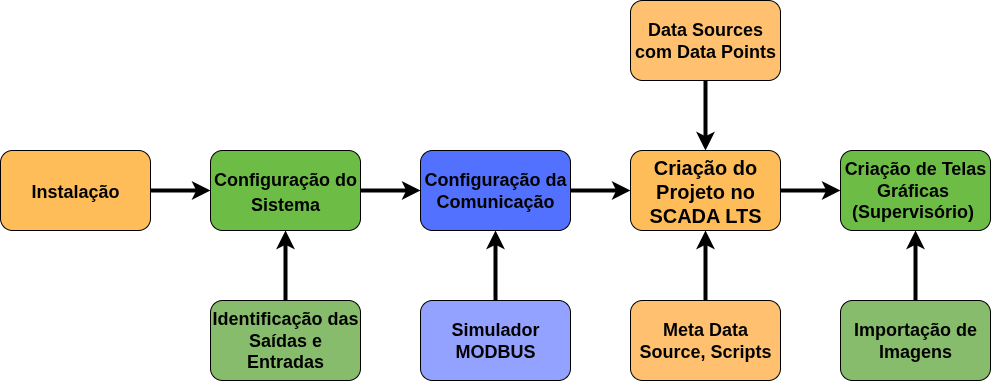 Data Sources
com Data Points
Instalação
Configuração do
Sistema
Configuração da
Comunicação
Criação do
Projeto no
SCADA LTS
Criação de Telas
Gráficas
(Supervisório)
Identificação das
Saídas e
Entradas
Simulador
MODBUS
Meta Data
Source, Scripts
Importação de
Imagens